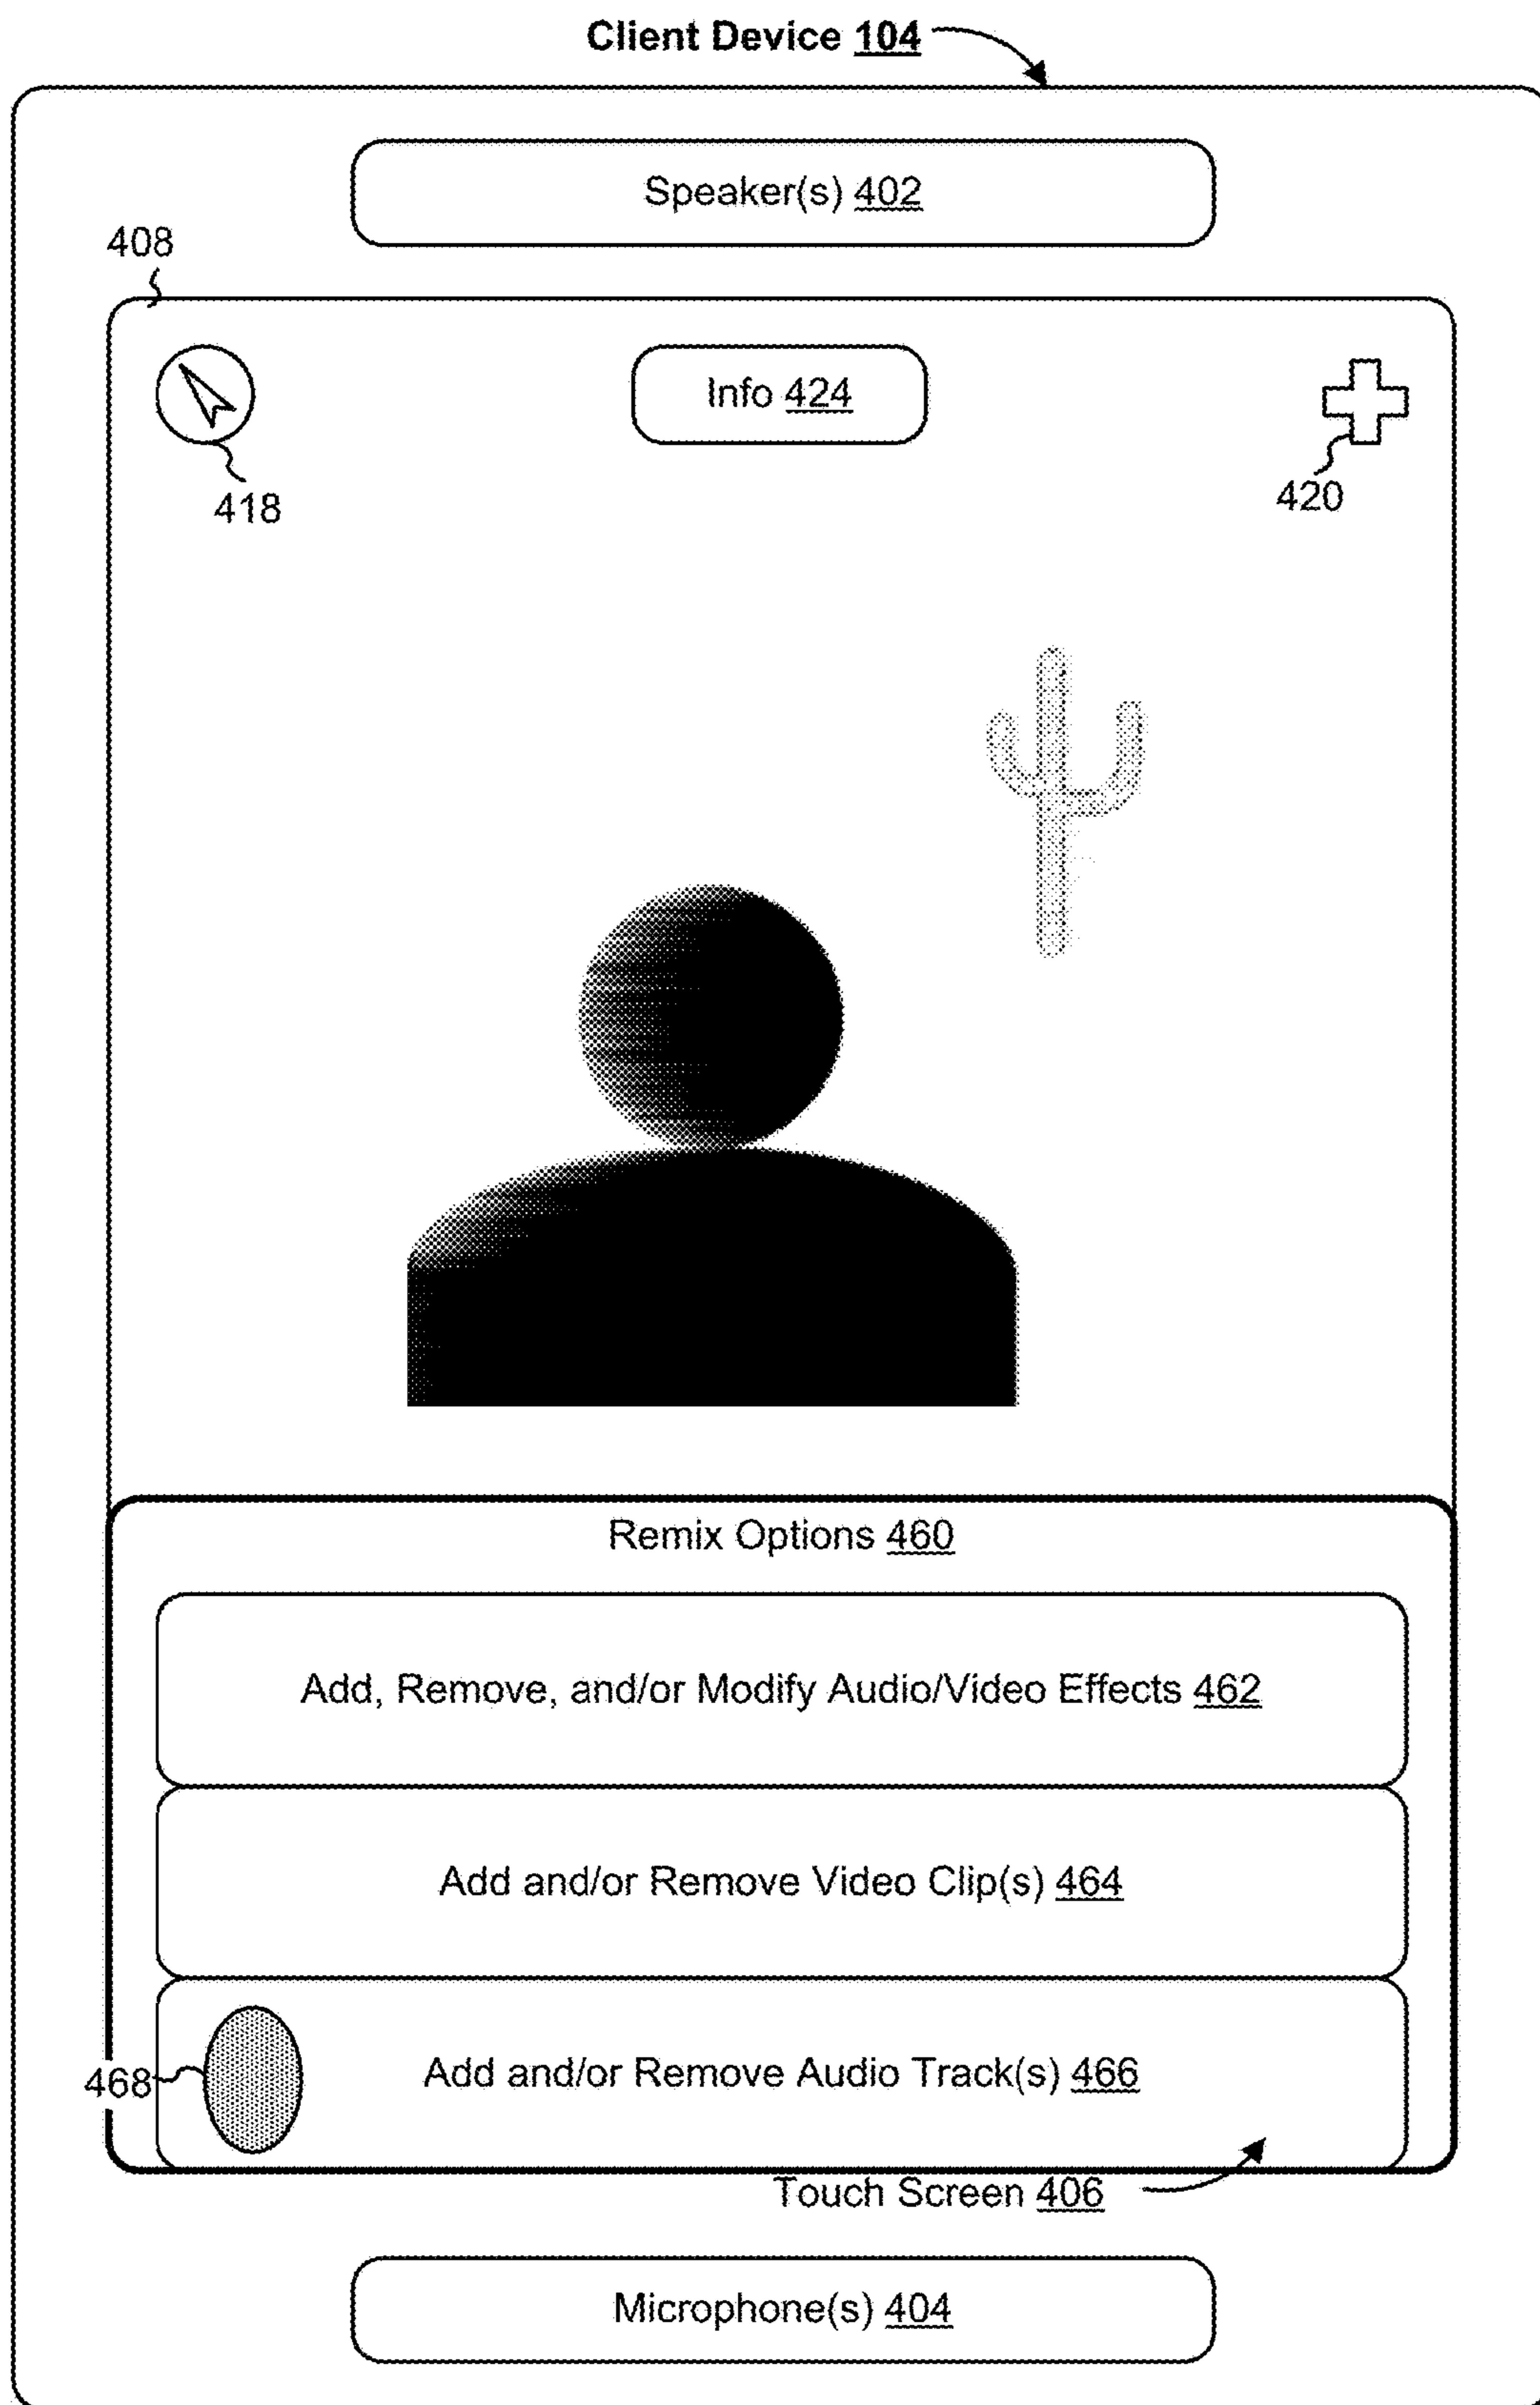 Client Device 104
Speaker(s) 402
408
Info 424
418
420
Remix Options 460
Add, Remove, and/or Modify Audio/Video Effects 462
Add and/or Remove Video Clip(s) 464
468
Add and/or Remove Audio Track(s) 466
Touch Screen 406
Microphone(s) 404